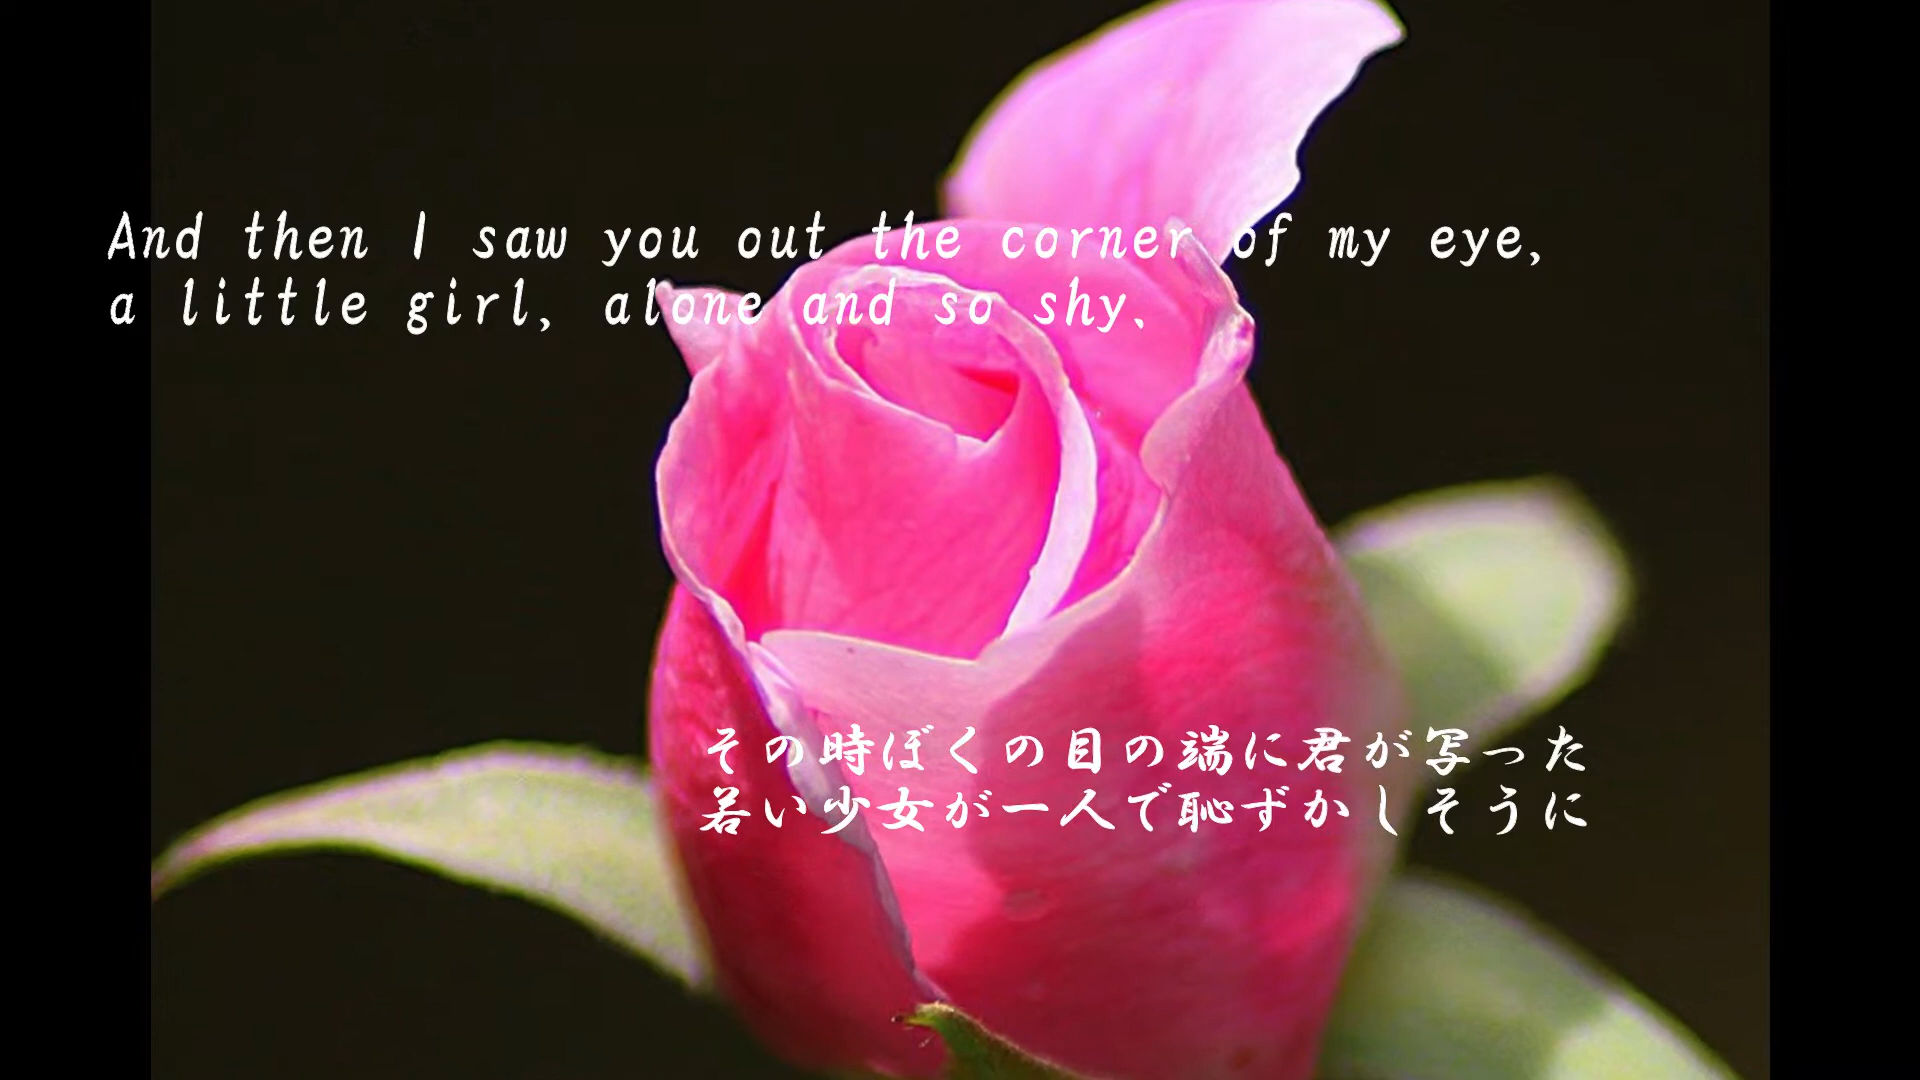 And then I saw you out the corner of my eye,
a little girl, alone and so shy.
その時ぼくの目の端に君が写った
若い少女が一人で恥ずかしそうに